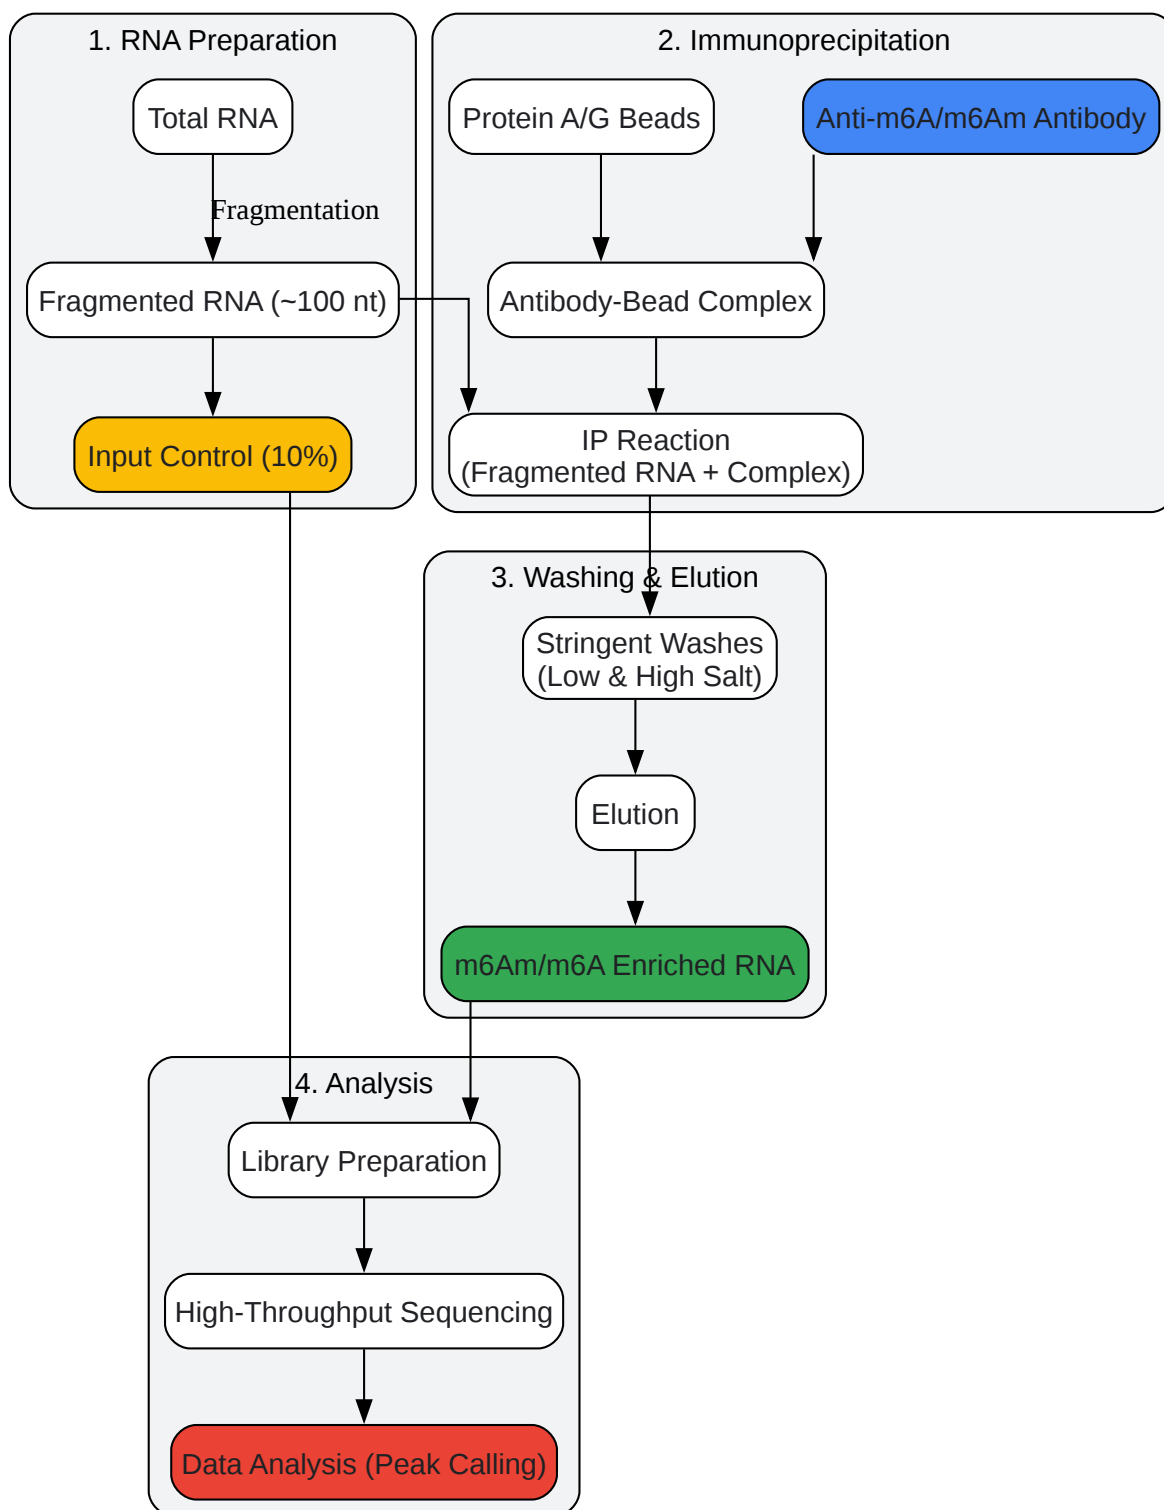 1. RNA Preparation
Total RNA
Fragmentation
Fragmented RNA (~100 nt)
Input Control (10%)
2. Immunoprecipitation
Protein A/G Beads
Anti-m6A/m6Am Antibody
Antibody-Bead Complex
IP Reaction
(Fragmented RNA + Complex)
3. Washing & Elution
Stringent Washes
(Low & High Salt)
Elution
m6Am/m6A Enriched RNA
4. Analysis
Library Preparation
High-Throughput Sequencing
Data Analysis (Peak Calling)